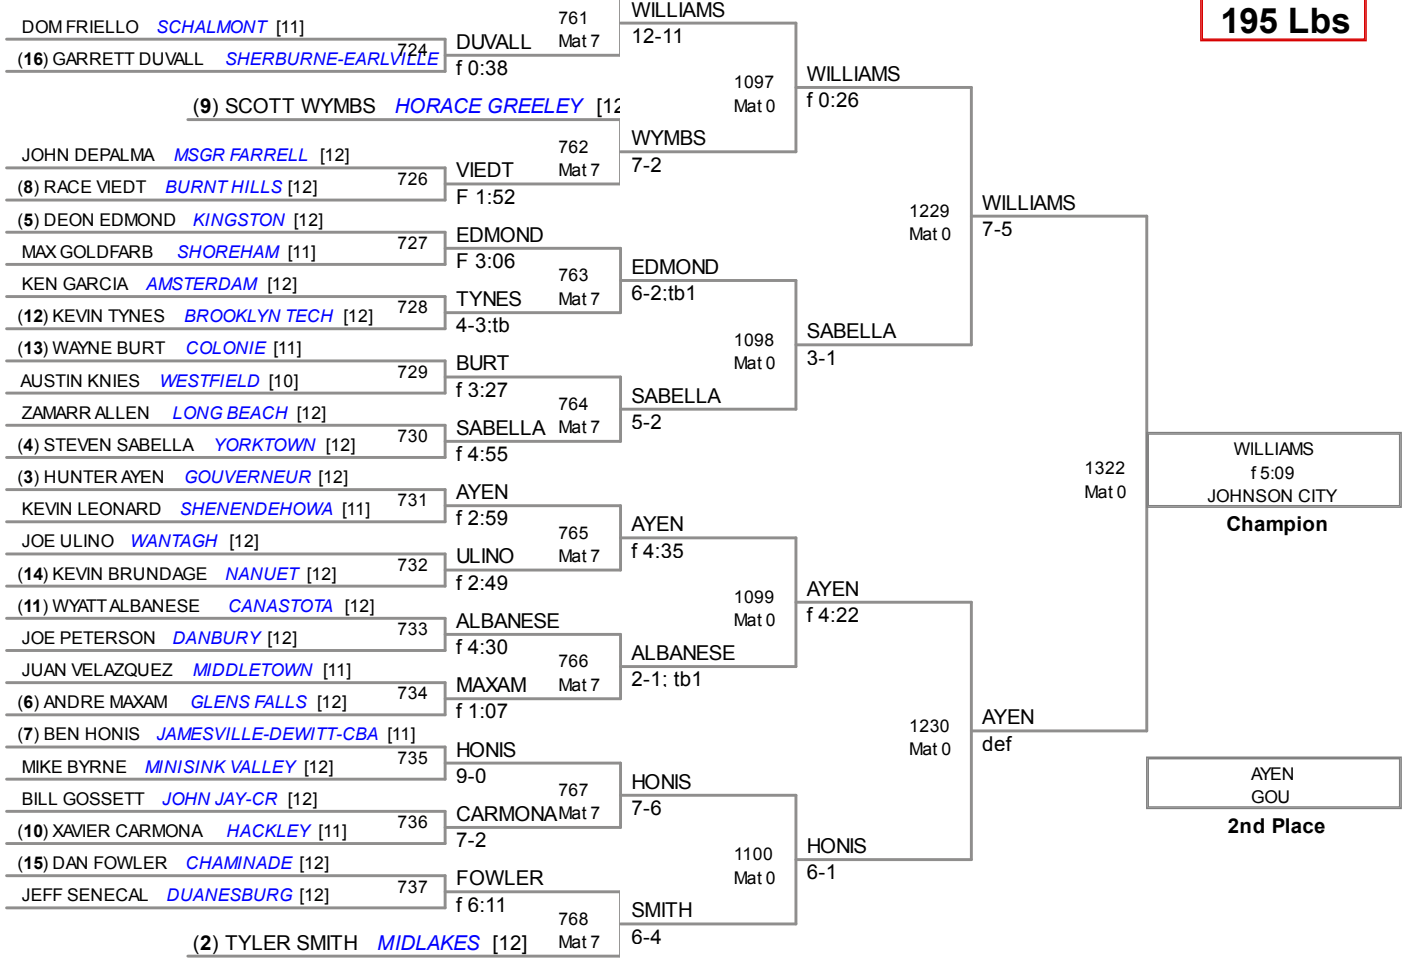 195 Lbs
DOM FRIELLO SCHALMONT [11]
(16) GARRETT DUVALL SHERBURNE-EARLVILLE
724
DUVALL
f 0:38
761
Mat 7
WILLIAMS
12-11
(9) SCOTT WYMBS HORACE GREELEY [12
JOHN DEPALMA MSGR FARRELL [12]
(8) RACE VIEDT BURNT HILLS [12]
726
VIEDT
F 1:52
762
Mat 7
WYMBS
7-2
1097
Mat 0
WILLIAMS
f 0:26
(5) DEON EDMOND KINGSTON [12]
MAX GOLDFARB SHOREHAM [11]
727
EDMOND
F 3:06
KEN GARCIA AMSTERDAM [12]
(12) KEVIN TYNES BROOKLYN TECH [12]
728
TYNES
4-3;tb
763
Mat 7
EDMOND
6-2;tb1
(13) WAYNE BURT COLONIE [11]
AUSTIN KNIES WESTFIELD [10]
729
BURT
f 3:27
ZAMARR ALLEN LONG BEACH [12]
(4) STEVEN SABELLA YORKTOWN [12]
730
SABELLA
f 4:55
764
Mat 7
SABELLA
5-2
1098
Mat 0
SABELLA
3-1
1229
Mat 0
WILLIAMS
7-5
(3) HUNTER AYEN GOUVERNEUR [12]
KEVIN LEONARD SHENENDEHOWA [11]
731
AYEN
f 2:59
JOE ULINO WANTAGH [12]
(14) KEVIN BRUNDAGE NANUET [12]
732
ULINO
f 2:49
765
Mat 7
AYEN
f 4:35
(11) WYATT ALBANESE CANASTOTA [12]
JOE PETERSON DANBURY [12]
733
ALBANESE
f 4:30
JUAN VELAZQUEZ MIDDLETOWN [11]
(6) ANDRE MAXAM GLENS FALLS [12]
734
MAXAM
f 1:07
766
Mat 7
ALBANESE
2-1; tb1
1099
Mat 0
AYEN
f 4:22
(7) BEN HONIS JAMESVILLE-DEWITT-CBA [11]
MIKE BYRNE MINISINK VALLEY [12]
735
HONIS
9-0
BILL GOSSETT JOHN JAY-CR [12]
(10) XAVIER CARMONA HACKLEY [11]
736
CARMONA
7-2
767
Mat 7
HONIS
7-6
(15) DAN FOWLER CHAMINADE [12]
JEFF SENECAL DUANESBURG [12]
737
FOWLER
f 6:11
(2) TYLER SMITH MIDLAKES [12]
768
Mat 7
SMITH
6-4
1100
Mat 0
HONIS
6-1
1230
Mat 0
AYEN
def
1322
Mat 0
WILLIAMS
f 5:09
JOHNSON CITY
Champion
AYEN
GOU
2nd Place